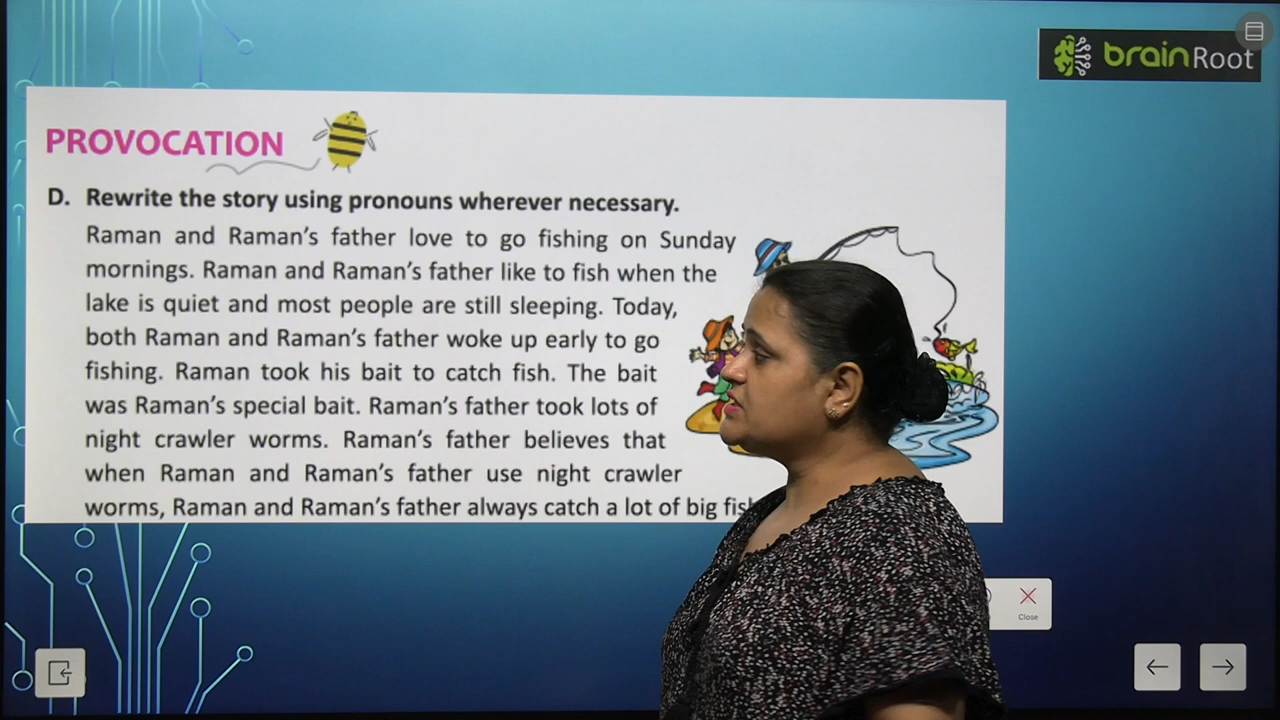 brainRoot
PROVOCATION
D. Rewrite the story using pronouns wherever necessary.
Raman and Raman's father love to go fishing on Sunday
mornings. Raman and Raman's father like to fish when the
lake is quiet and most people are still sleeping. Today,
both Raman and Raman's father woke up early to go
fishing. Raman took his bait to catch fish. The bait
was Raman's special bait. Raman's father took lots of
night crawler worms. Raman's father believes that
when Raman and Raman's father use night crawler
worms, Raman and Raman's father always catch a lot of big
Close